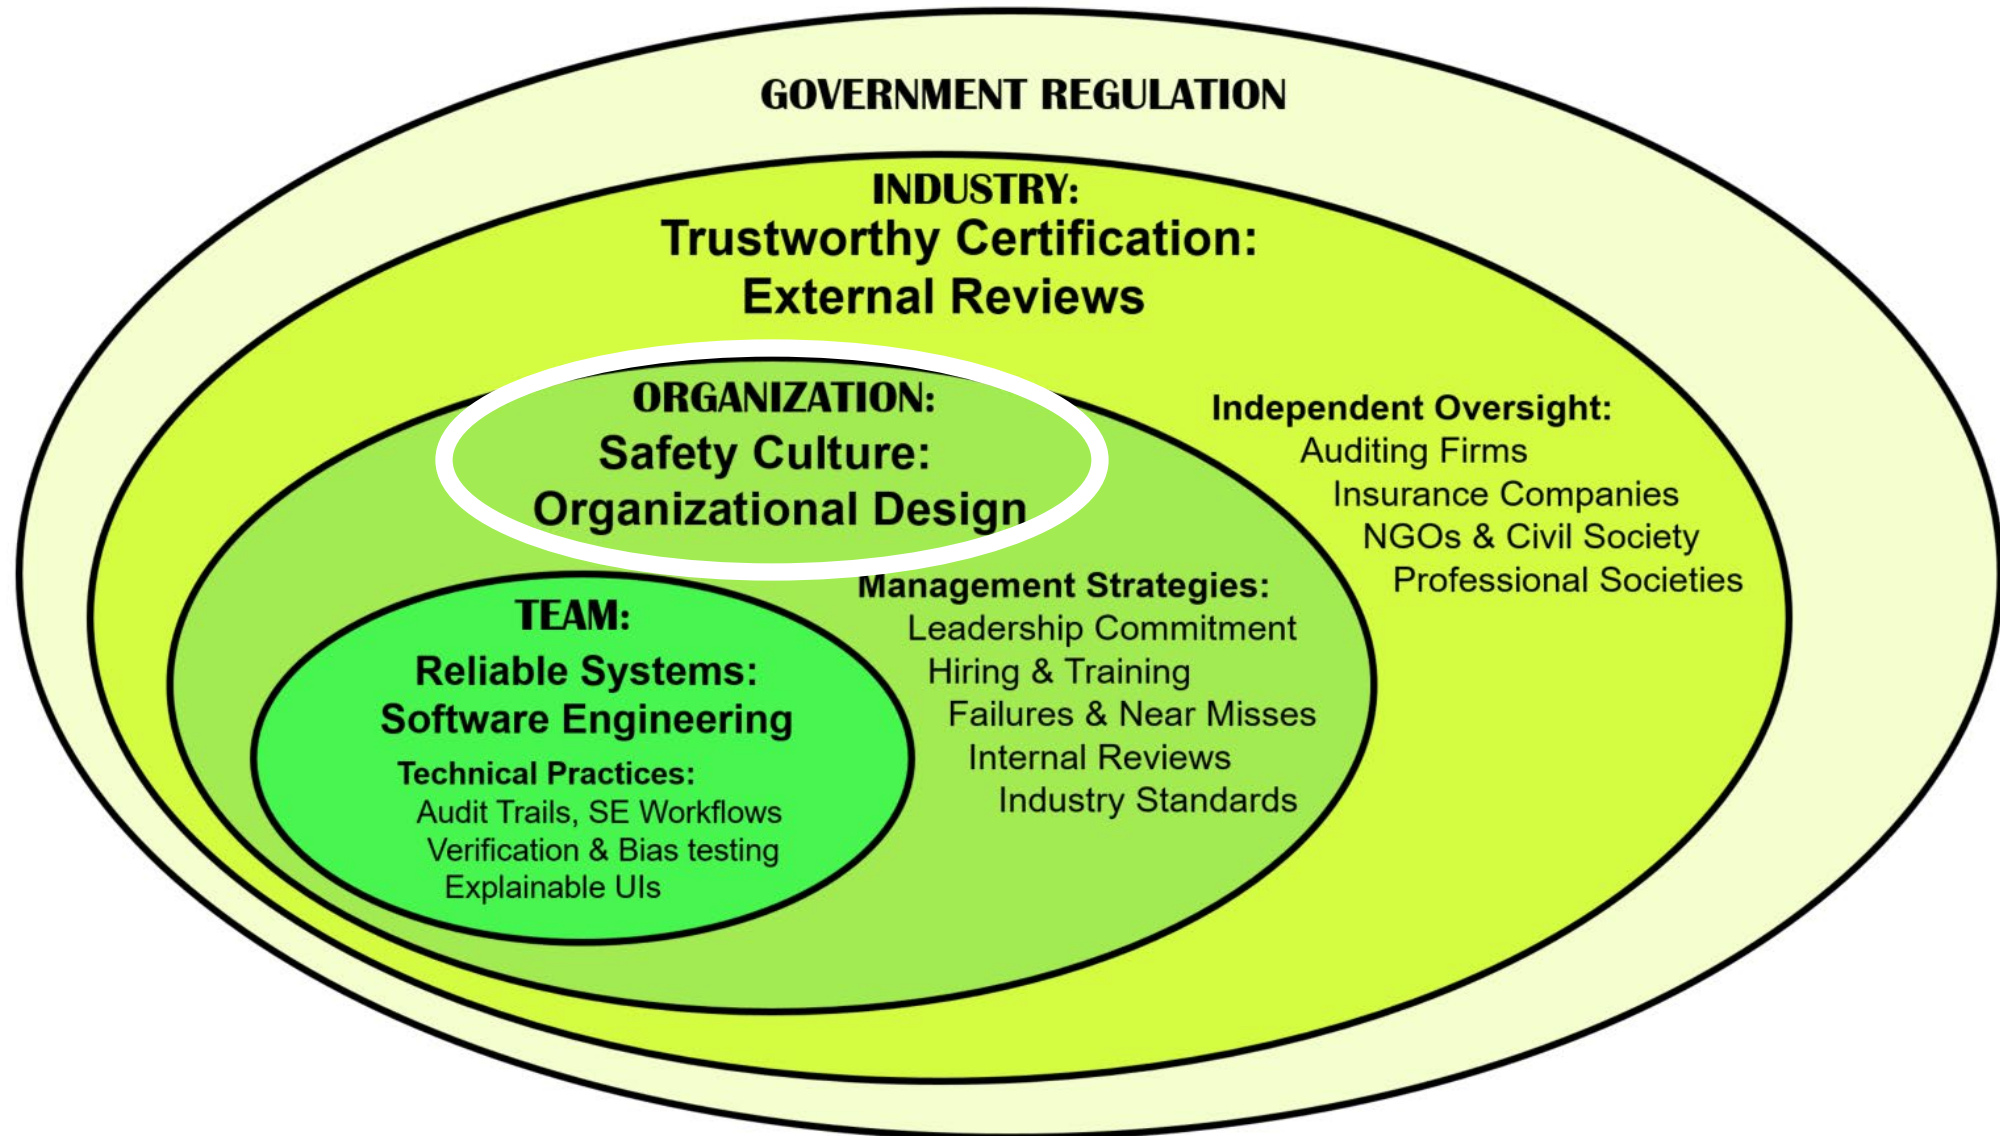 GOVERNMENT REGULATION
INDUSTRY:
Trustworthy Certification:
External Reviews
ORGANIZATION:
Safety Culture:
Organizational Design
Independent Oversight:
Auditing Firms
Insurance Companies
NGOs & Civil Society
Professional Societies
Management Strategies:
Leadership Commitment
Hiring & Training
Failures & Near Misses
Internal Reviews
Industry Standards
TEAM:
Reliable Systems:
Software Engineering
Technical Practices:
Audit Trails, SE Workflows
Verification & Bias testing
Explainable UIs